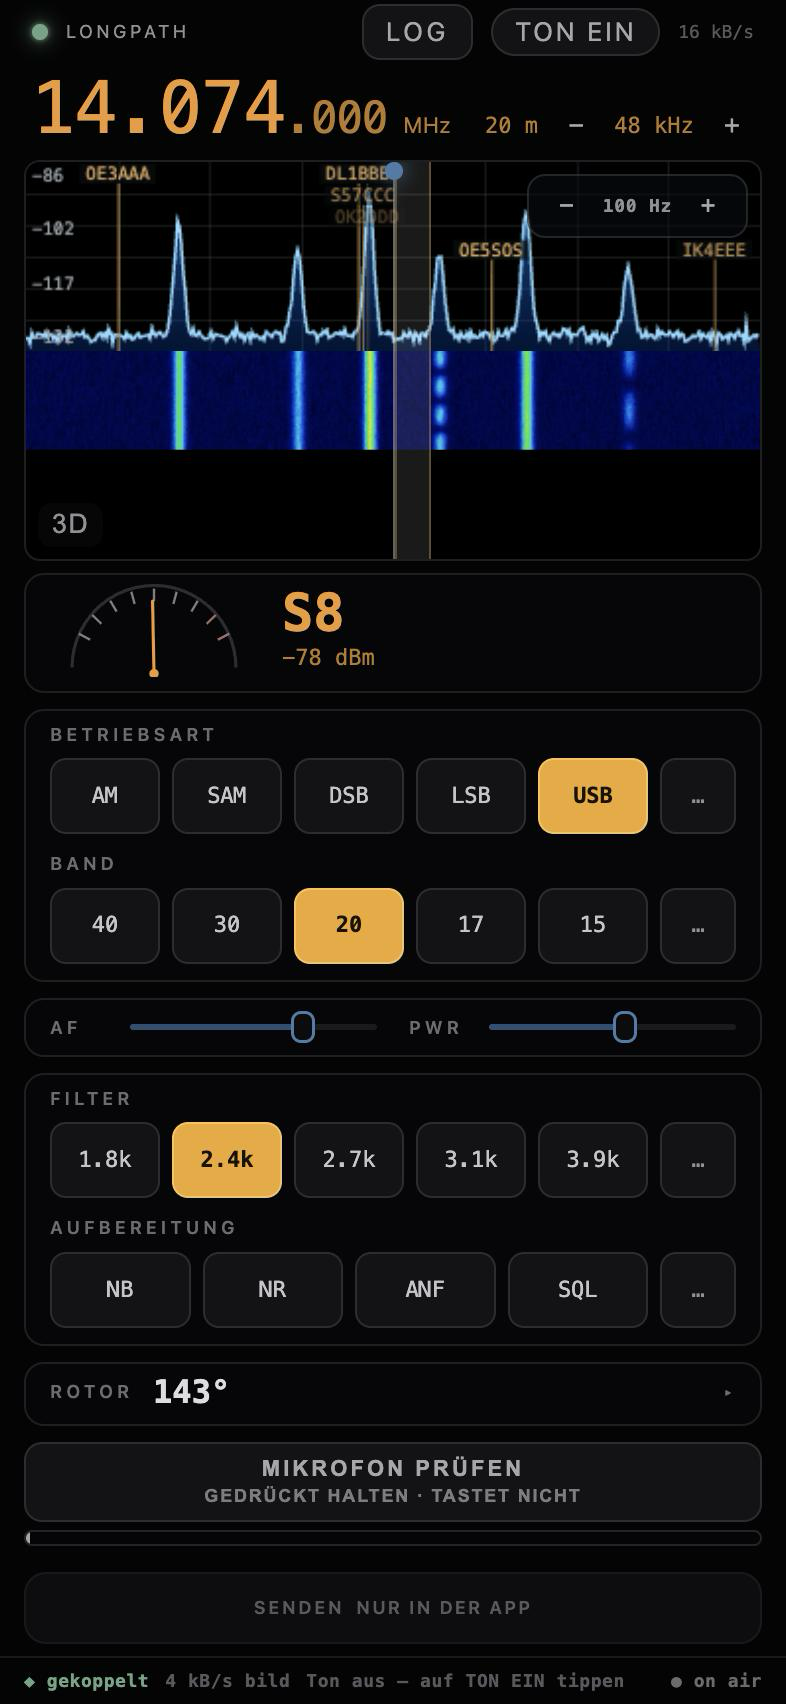 LONGPATH LOG TON EIN 16 kB/s
14.074.000 MHz 20 m − 48 kHz +
−86 OE3AAA DL1BBB
S57CCC − 100 Hz +
−102
OE5SOS IK4EEE
−117
3D
S8
−78 dBm
BETRIEBSART
AM SAM DSB LSB USB …
BAND
40 30 20 17 15 …
AF PWR
FILTER
1.8k 2.4k 2.7k 3.1k 3.9k …
AUFBEREITUNG
NB NR ANF SQL …
ROTOR 143° ▸
MIKROFON PRÜFEN
GEDRÜCKT HALTEN · TASTET NICHT
SENDEN NUR IN DER APP
◆ gekoppelt 4 kB/s bild Ton aus — auf TON EIN tippen ● on air